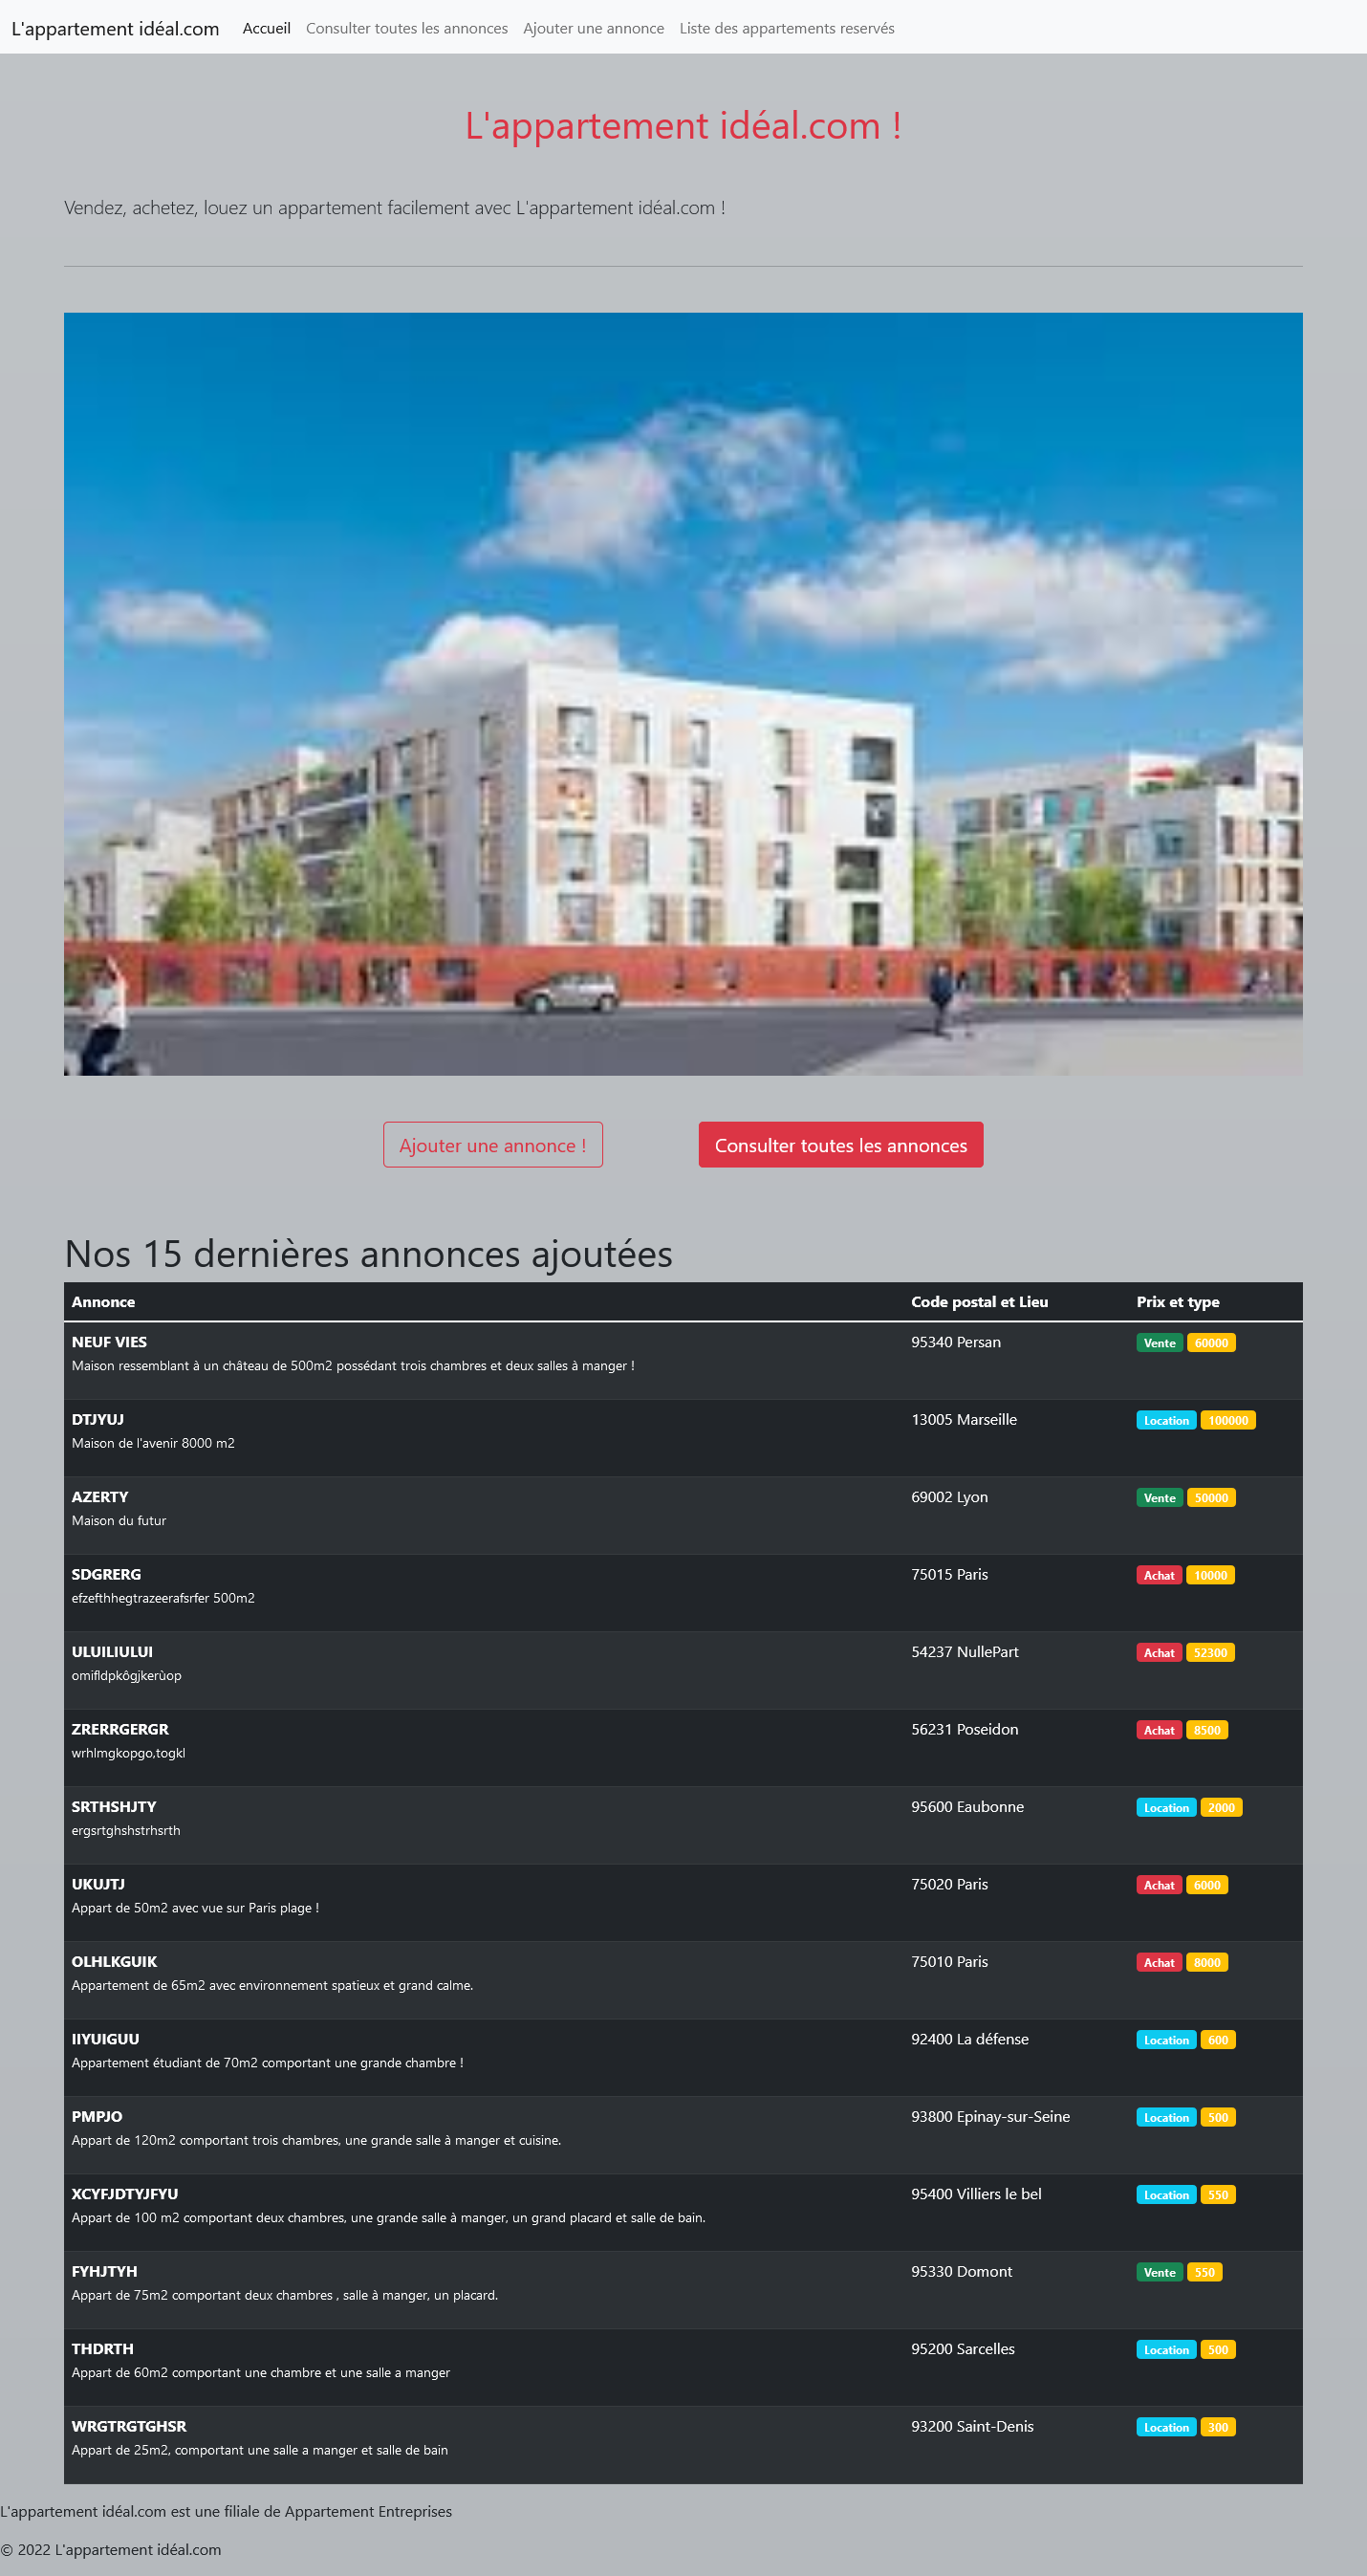 L'appartement idéal.com Accueil Consulter toutes les annonces Ajouter une annonce Liste des appartements reservés
L'appartement idéal.com !
Vendez, achetez, louez un appartement facilement avec L'appartement idéal.com !
Ajouter une annonce ! Consulter toutes les annonces
Nos 15 dernières annonces ajoutées
Annonce Code postal et Lieu Prix et type
NEUF VIES 95340 Persan Vente 60000
Maison ressemblant à un château de 500m2 possédant trois chambres et deux salles à manger !
DTJYUJ 13005 Marseille Location 100000
Maison de l'avenir 8000 m2
AZERTY 69002 Lyon Vente 50000
Maison du futur
SDGRERG 75015 Paris Achat 10000
efzefthhegtrazeerafsrfer 500m2
ULUILIULUI 54237 NullePart Achat 52300
omifldpkôgjkerùop
ZRERRGERGR 56231 Poseidon Achat 8500
wrhlmgkopgo,togkl
SRTHSHJTY 95600 Eaubonne Location 2000
ergsrtghshstrhsrth
UKUJTJ 75020 Paris Achat 6000
Appart de 50m2 avec vue sur Paris plage !
OLHLKGUIK 75010 Paris Achat 8000
Appartement de 65m2 avec environnement spatieux et grand calme.
IIYUIGUU 92400 La défense Location 600
Appartement étudiant de 70m2 comportant une grande chambre !
PMPJO 93800 Epinay-sur-Seine Location 500
Appart de 120m2 comportant trois chambres, une grande salle à manger et cuisine.
XCYFJDTYJFYU 95400 Villiers le bel Location 550
Appart de 100 m2 comportant deux chambres, une grande salle à manger, un grand placard et salle de bain.
FYHJTYH 95330 Domont Vente 550
Appart de 75m2 comportant deux chambres , salle à manger, un placard.
THDRTH 95200 Sarcelles Location 500
Appart de 60m2 comportant une chambre et une salle a manger
WRGTRGTGHSR 93200 Saint-Denis Location 300
Appart de 25m2, comportant une salle a manger et salle de bain
L'appartement idéal.com est une filiale de Appartement Entreprises
© 2022 L'appartement idéal.com